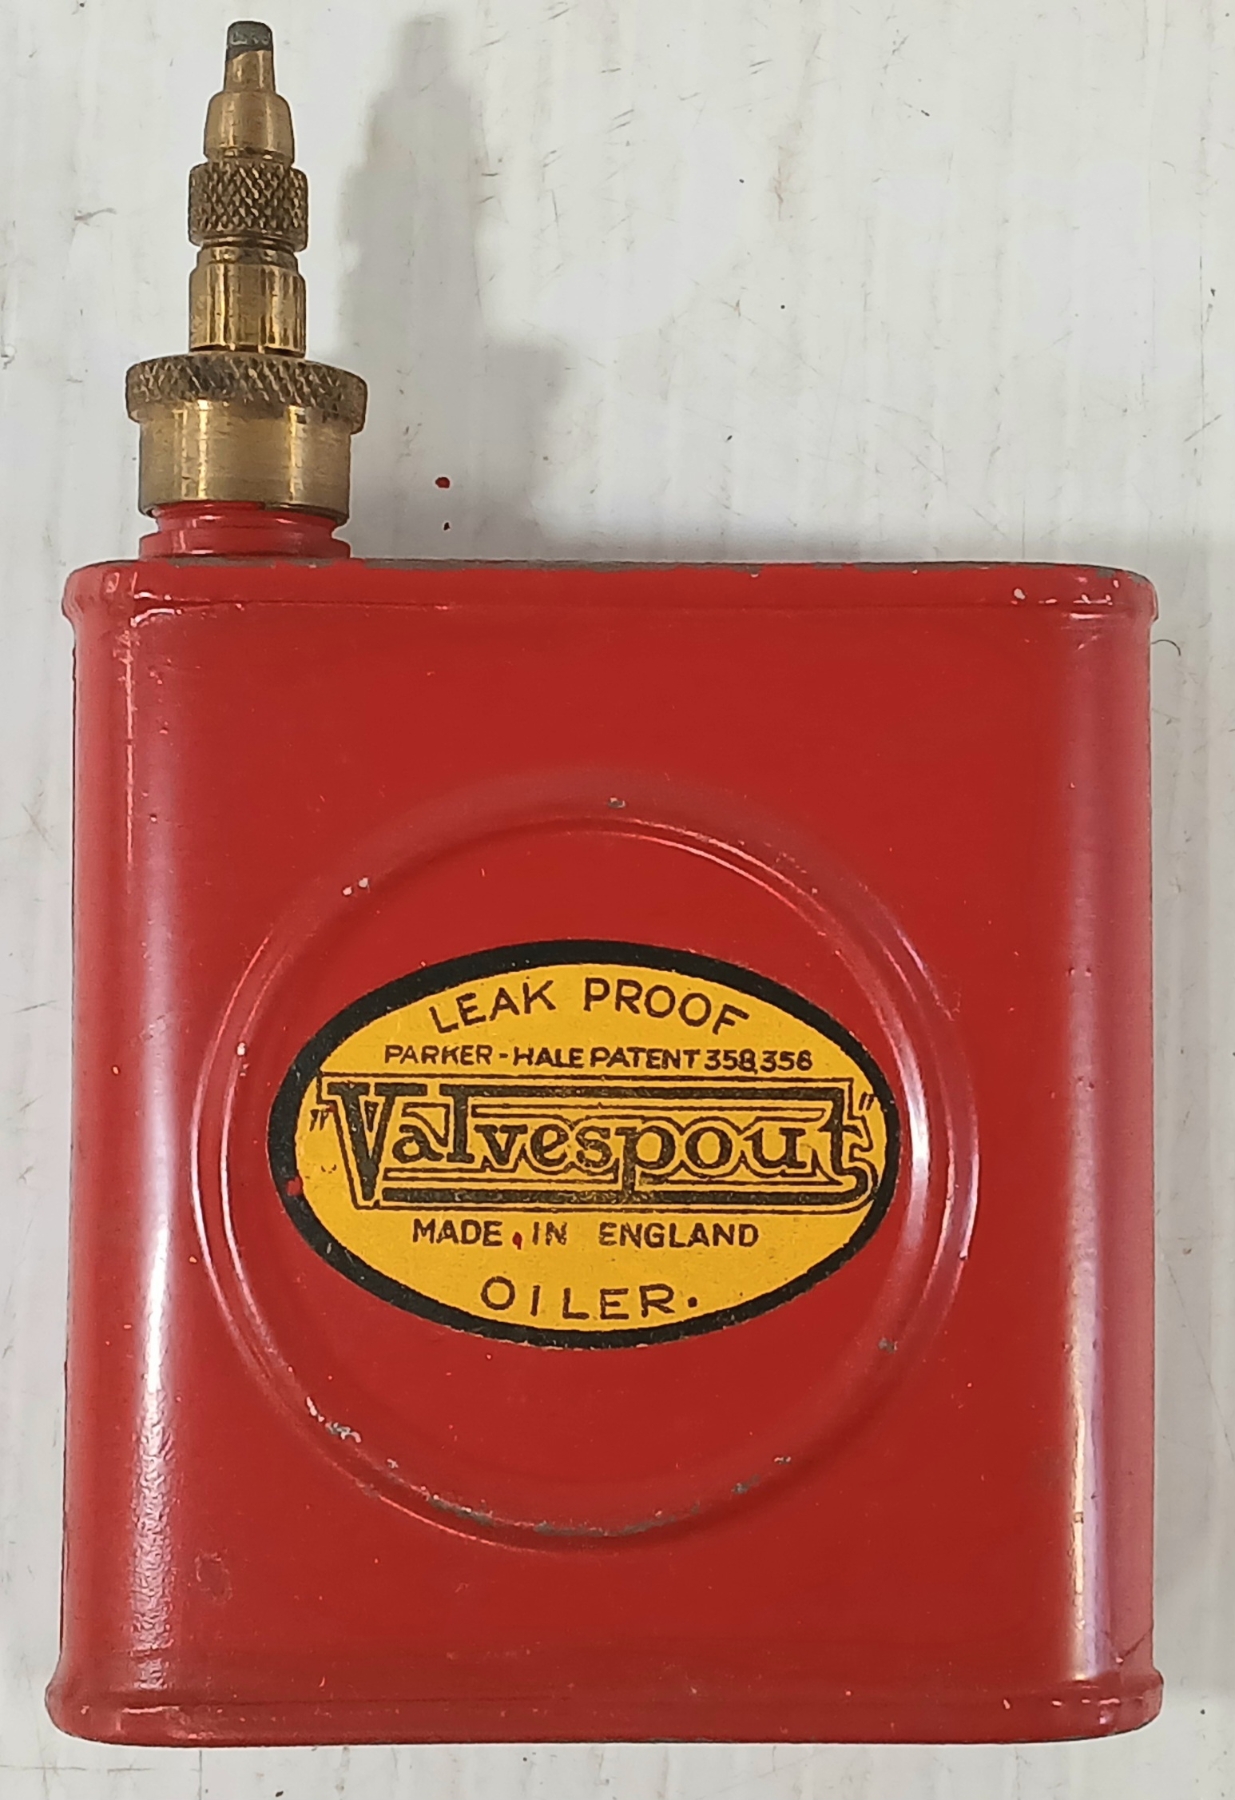 LEAK PROOF
PARKER-HALE PATENT 358,356
"Valvespout"
MADE IN ENGLAND
OILER.